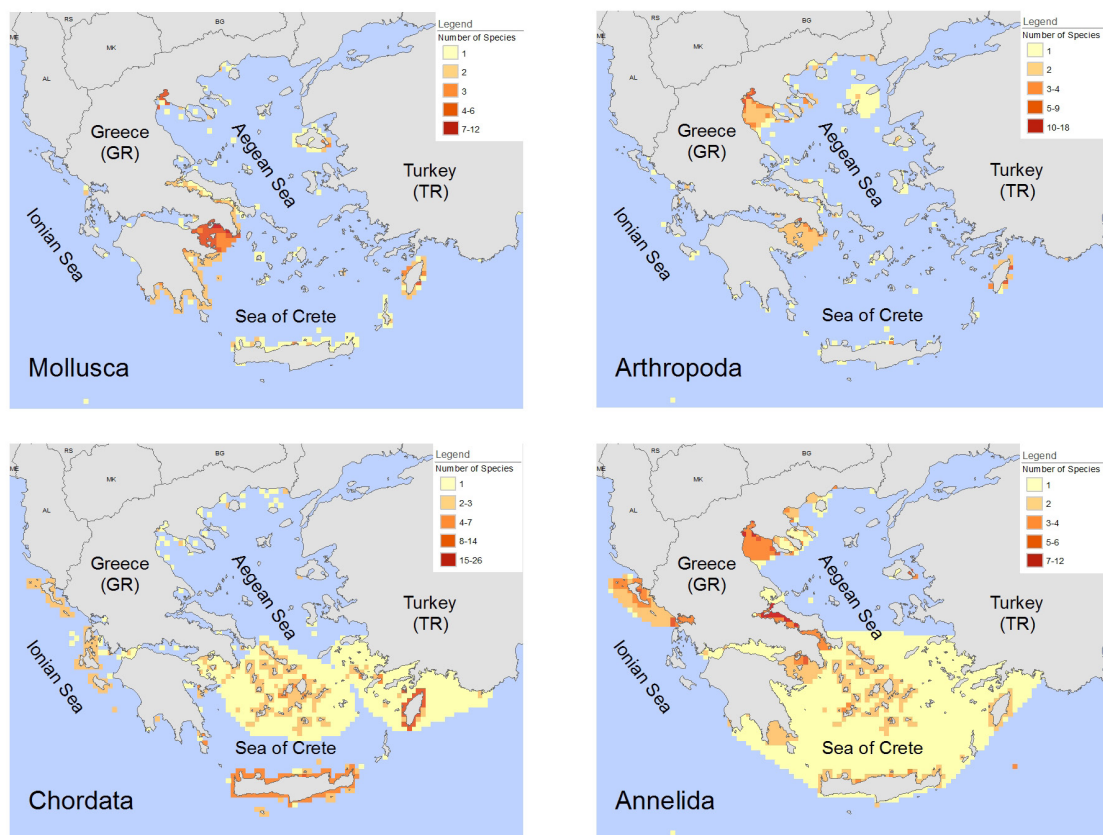 Legend
Number of Species
1
2
3
4-6
7-12
RS
BG
ME
MK
AL
Greece
(GR)
Aegean Sea
Turkey
(TR)
Ionian Sea
Sea of Crete
Mollusca
Legend
Number of Species
1
2
3-4
5-9
10-18
RS
BG
ME
MK
AL
Greece
(GR)
Aegean Sea
Turkey
(TR)
Ionian Sea
Sea of Crete
Arthropoda
Legend
Number of Species
1
2-3
4-7
8-14
15-26
RS
BG
ME
MK
AL
Greece
(GR)
Aegean Sea
Turkey
(TR)
Ionian Sea
Sea of Crete
Chordata
Legend
Number of Species
1
2
3-4
5-6
7-12
RS
BG
ME
MK
AL
Greece
(GR)
Aegean Sea
Turkey
(TR)
Ionian Sea
Sea of Crete
Annelida